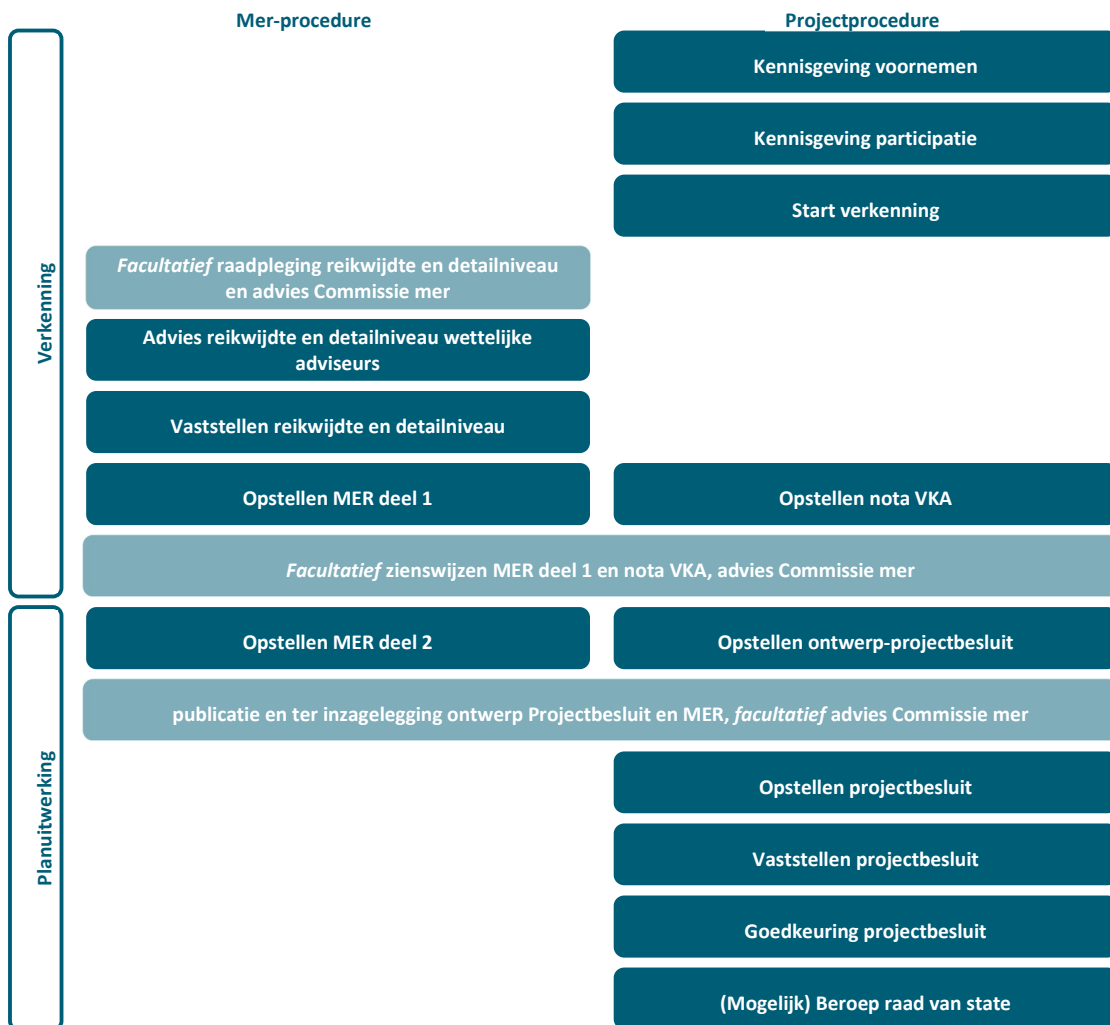 Mer-procedure
Projectprocedure
Verkenning
Kennisgeving voornemen
Kennisgeving participatie
Start verkenning
Facultatief raadpleging reikwijdte en detailniveau
en advies Commissie mer
Advies reikwijdte en detailniveau wettelijke
adviseurs
Vaststellen reikwijdte en detailniveau
Opstellen MER deel 1
Opstellen nota VKA
Facultatief zienswijzen MER deel 1 en nota VKA, advies Commissie mer
Planuitwerking
Opstellen MER deel 2
Opstellen ontwerp-projectbesluit
publicatie en ter inzagelegging ontwerp Projectbesluit en MER, facultatief advies Commissie mer
Opstellen projectbesluit
Vaststellen projectbesluit
Goedkeuring projectbesluit
(Mogelijk) Beroep raad van state